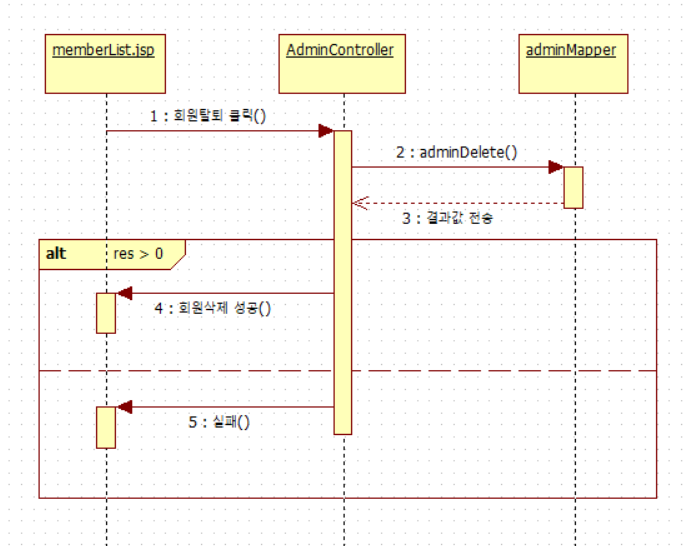 memberList.jsp
AdminController
adminMapper
1 : 회원탈퇴 클릭()
2 : adminDelete()
3 : 결과값 전송
alt
res > 0
4 : 회원삭제 성공()
5 : 실패()